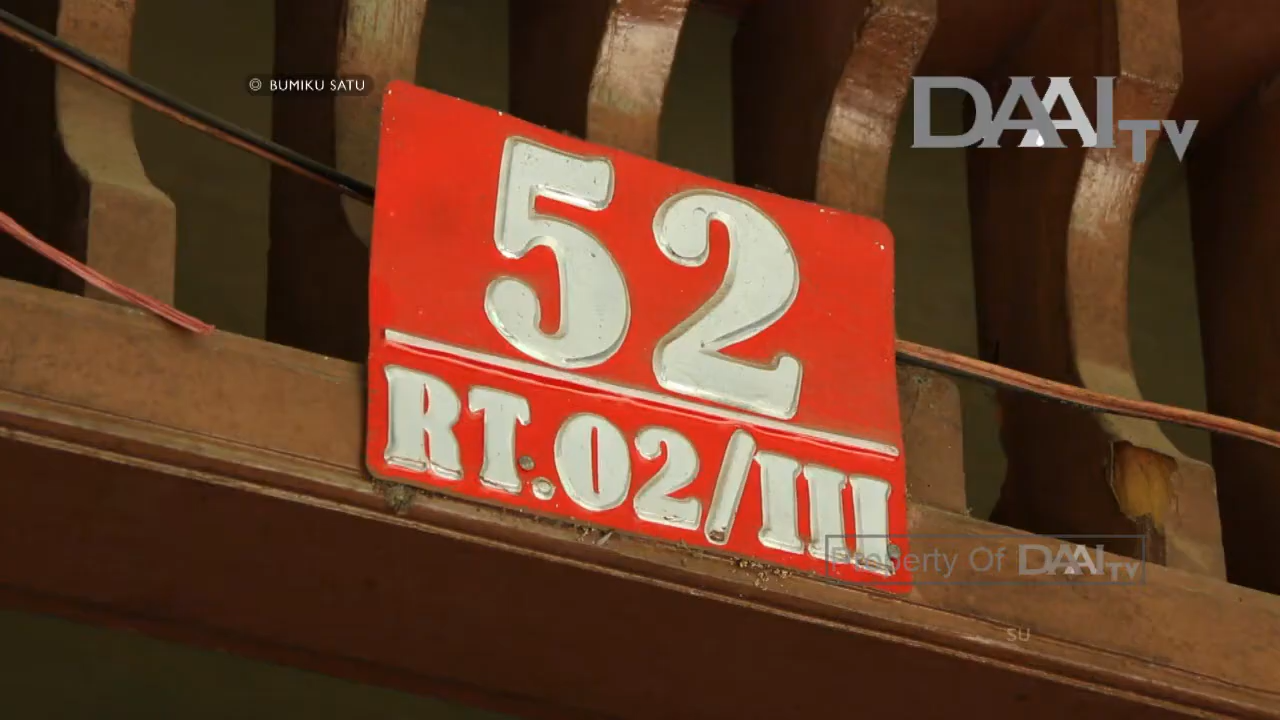 © BUMIKU SATU
DAAI TV
52
RT.02/III
Property Of DAAI TV
SU